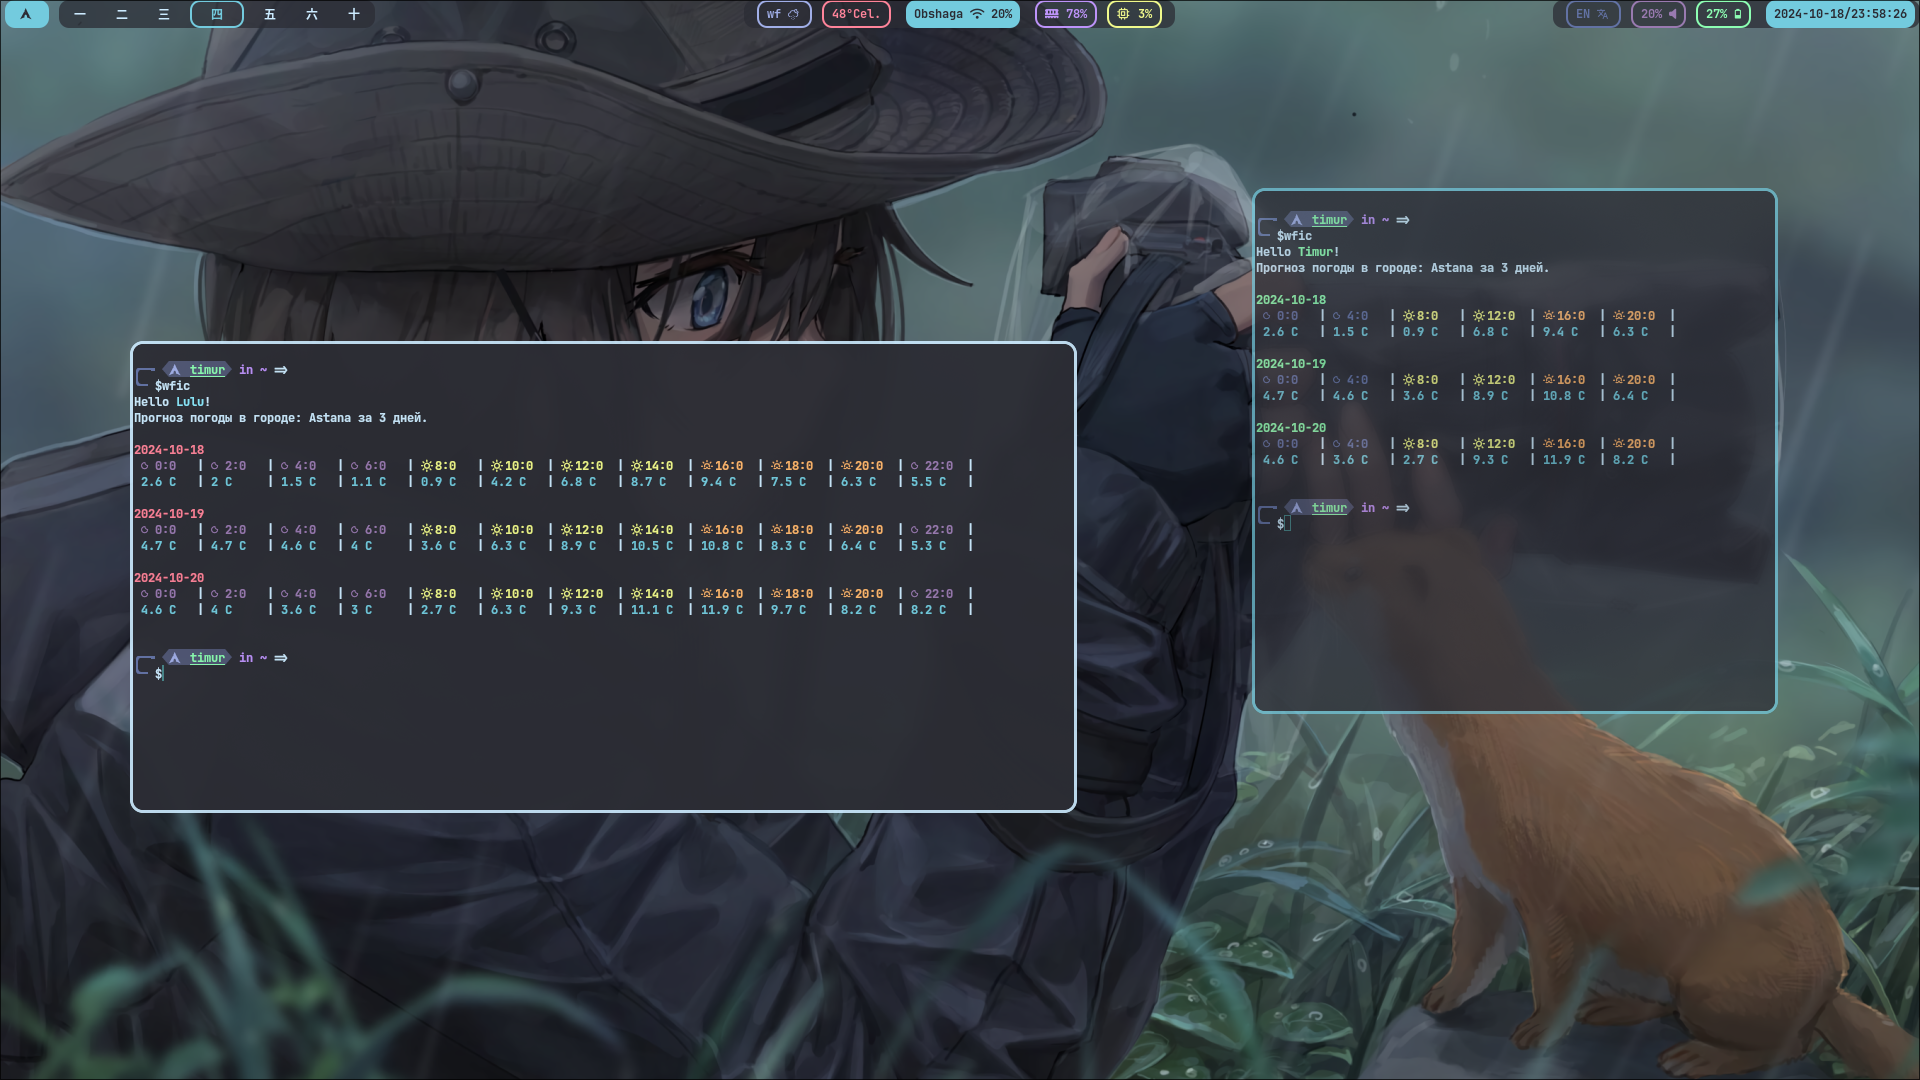 一 二 三 四 五 六 十
wf
48°Cel.
Obshaga 20%
78%
3%
EN
20%
27%
2024-10-18/23:58:26
timur in ~ =>
$wfic
Hello Lulu!
Прогноз погоды в городе: Astana за 3 дней.
2024-10-18
0:0 | 2:0 | 4:0 | 6:0 | 8:0 | 10:0 | 12:0 | 14:0 | 16:0 | 18:0 | 20:0 | 22:0 |
2.6 C | 2 C | 1.5 C | 1.1 C | 0.9 C | 4.2 C | 6.8 C | 8.7 C | 9.4 C | 7.5 C | 6.3 C | 5.5 C |
2024-10-19
0:0 | 2:0 | 4:0 | 6:0 | 8:0 | 10:0 | 12:0 | 14:0 | 16:0 | 18:0 | 20:0 | 22:0 |
4.7 C | 4.7 C | 4.6 C | 4 C | 3.6 C | 6.3 C | 8.9 C | 10.5 C | 10.8 C | 8.3 C | 6.4 C | 5.3 C |
2024-10-20
0:0 | 2:0 | 4:0 | 6:0 | 8:0 | 10:0 | 12:0 | 14:0 | 16:0 | 18:0 | 20:0 | 22:0 |
4.6 C | 4 C | 3.6 C | 3 C | 2.7 C | 6.3 C | 9.3 C | 11.1 C | 11.9 C | 9.7 C | 8.2 C | 8.2 C |
timur in ~ =>
$
timur in ~ =>
$wfic
Hello Timur!
Прогноз погоды в городе: Astana за 3 дней.
2024-10-18
0:0 | 4:0 | 8:0 | 12:0 | 16:0 | 20:0 |
2.6 C | 1.5 C | 0.9 C | 6.8 C | 9.4 C | 6.3 C |
2024-10-19
0:0 | 4:0 | 8:0 | 12:0 | 16:0 | 20:0 |
4.7 C | 4.6 C | 3.6 C | 8.9 C | 10.8 C | 6.4 C |
2024-10-20
0:0 | 4:0 | 8:0 | 12:0 | 16:0 | 20:0 |
4.6 C | 3.6 C | 2.7 C | 9.3 C | 11.9 C | 8.2 C |
timur in ~ =>
$